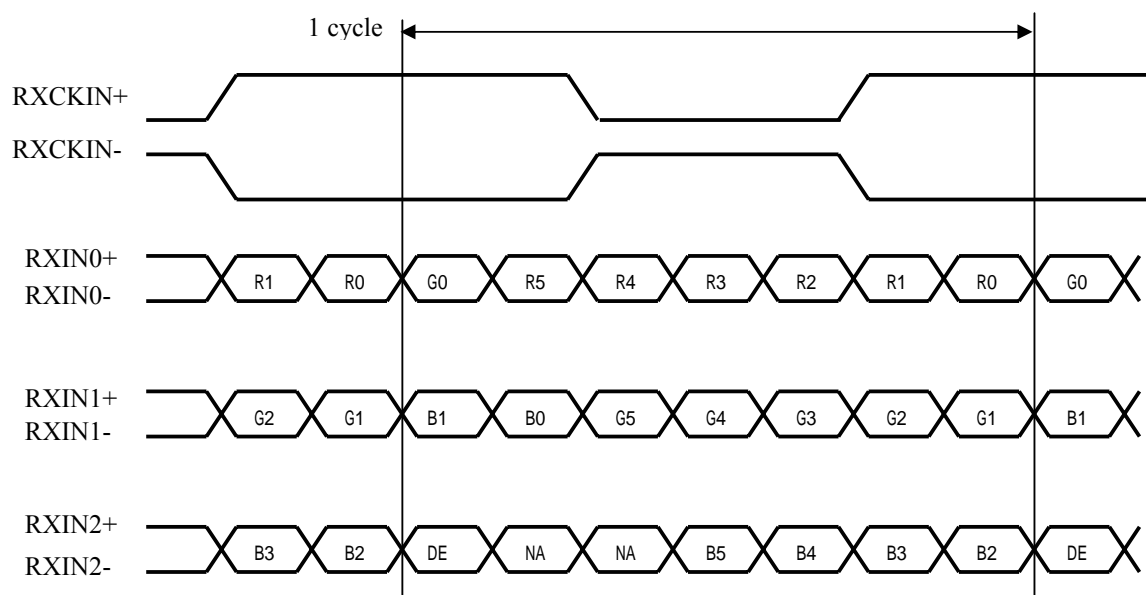 1 cycle
RXCKIN+
RXCKIN-
RXIN0+
RXIN0-
R1 R0 G0 R5 R4 R3 R2 R1 R0 G0
RXIN1+
RXIN1-
G2 G1 B1 B0 G5 G4 G3 G2 G1 B1
RXIN2+
RXIN2-
B3 B2 DE NA NA B5 B4 B3 B2 DE